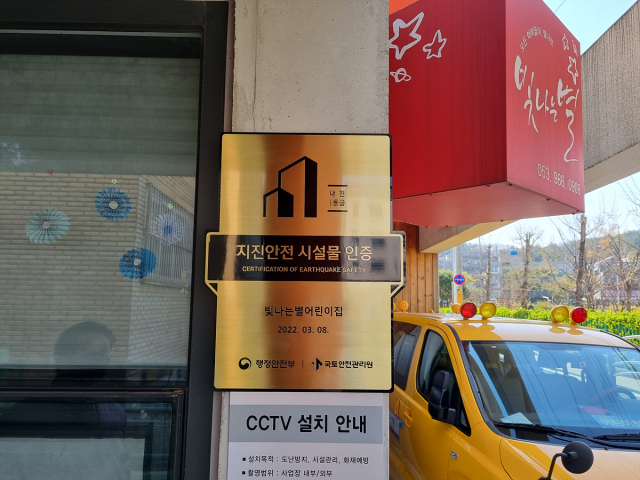 빛나는별
053. 986. 0909
내 진
등급
지진안전 시설물 인증
CERTIFICATION OF EARTHQUAKE SAFETY
빛나는별어린이집
2022. 03. 08.
행정안전부 | 국토안전관리원
CCTV 설치 안내
• 설치목적 : 도난방지, 시설관리, 화재예방
• 촬영범위 : 사업장 내부/외부